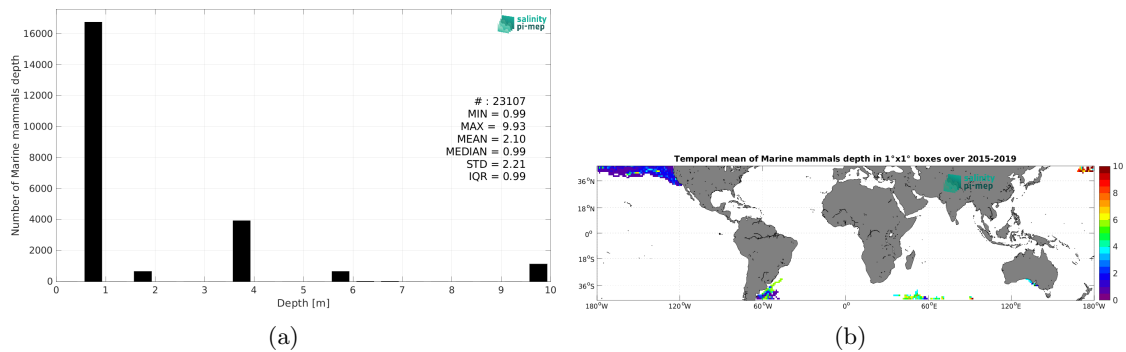 salinity
pi-mep
Number of Marine mammals depth
16000
14000
12000
10000
8000
6000
4000
2000
0
# : 23107
MIN = 0.99
MAX = 9.93
MEAN = 2.10
MEDIAN = 0.99
STD = 2.21
IQR = 0.99
0 1 2 3 4 5 6 7 8 9 10
Depth [m]
(a)
Temporal mean of Marine mammals depth in 1°x1° boxes over 2015-2019
salinity
pi-mep
36°N
18°N
0°
18°S
36°S
180°W 120°W 60°W 0° 60°E 120°E 180°W
10
8
6
4
2
0
(b)